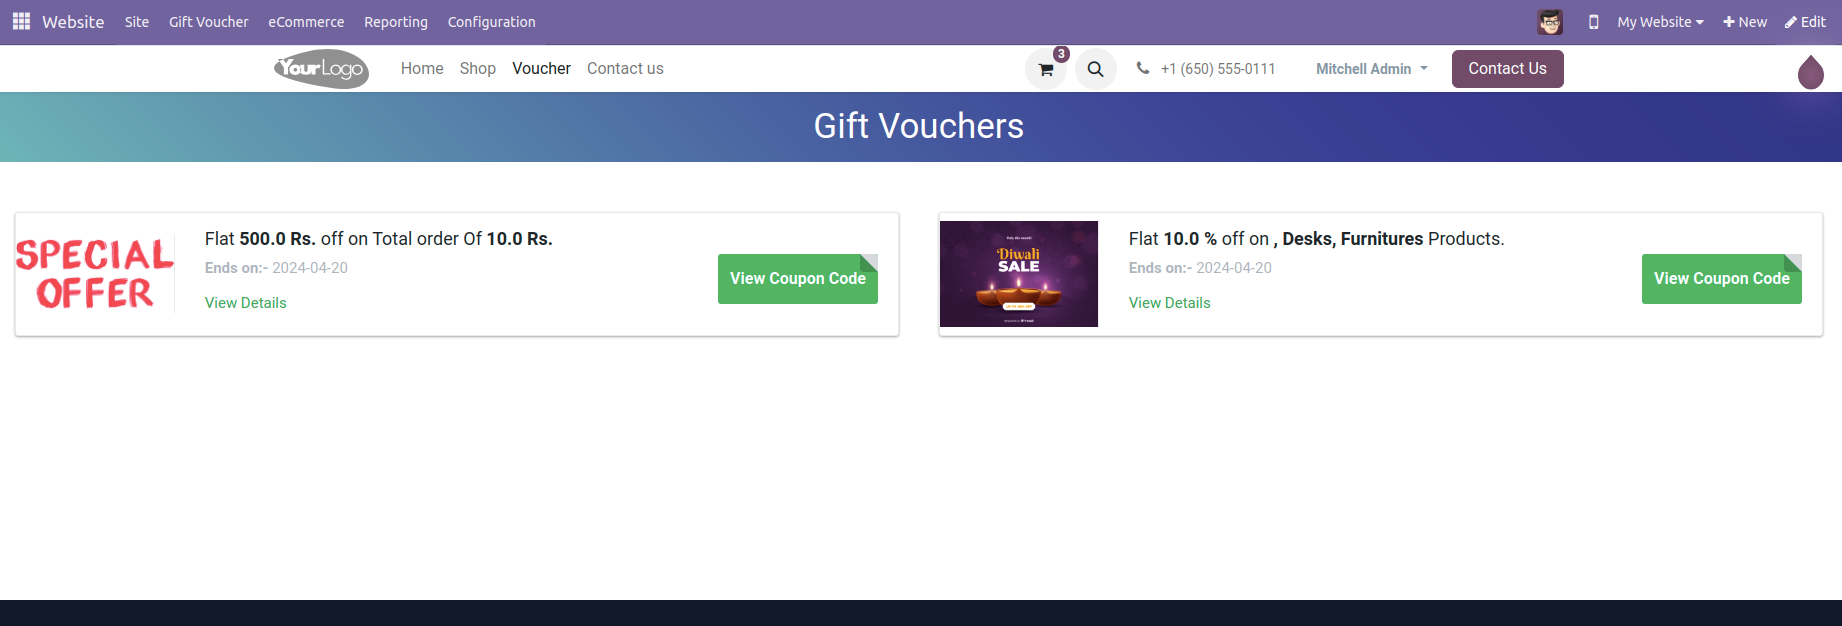 Website Site Gift Voucher eCommerce Reporting Configuration My Website New Edit
YourLogo Home Shop Voucher Contact us 3 +1 (650) 555-0111 Mitchell Admin Contact Us
Gift Vouchers
SPECIAL
OFFER
Flat 500.0 Rs. off on Total order Of 10.0 Rs.
Ends on:- 2024-04-20
View Details
View Coupon Code
Diwali
SALE
Flat 10.0 % off on , Desks, Furnitures Products.
Ends on:- 2024-04-20
View Details
View Coupon Code